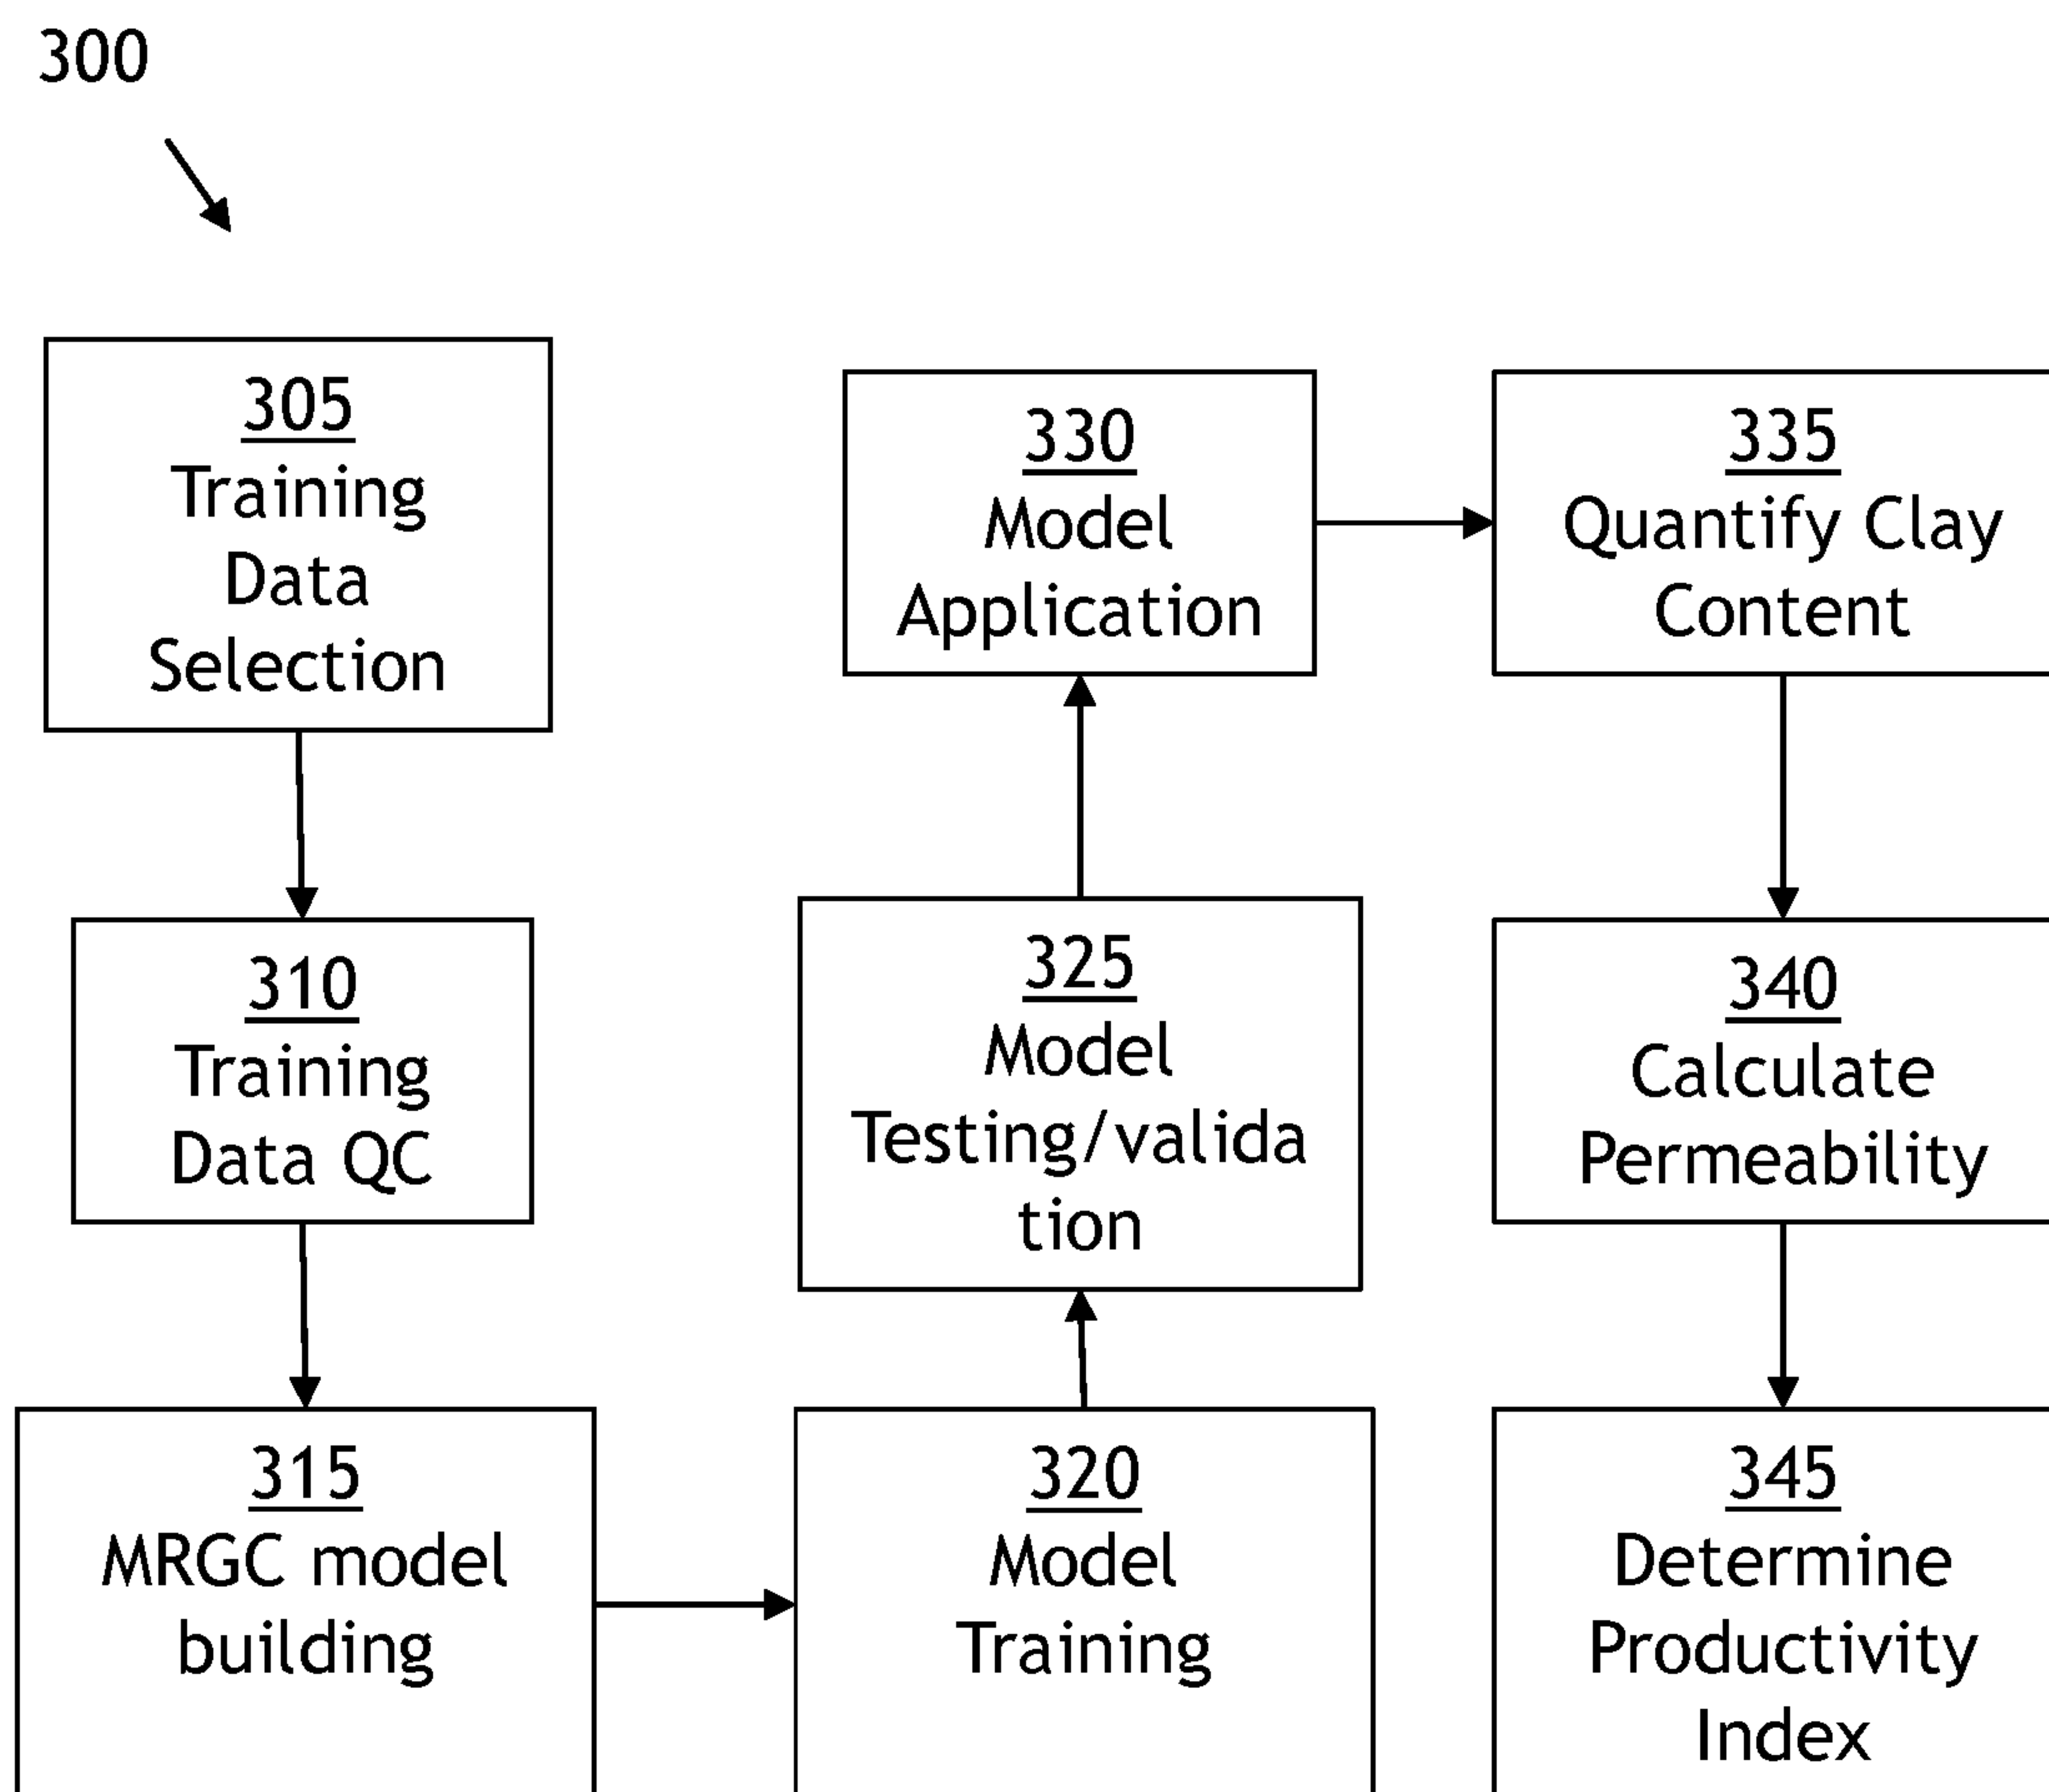 300
305
Training
Data
Selection
310
Training
Data QC
315
MRGC model
building
320
Model
Training
325
Model
Testing/valida
tion
330
Model
Application
335
Quantify Clay
Content
340
Calculate
Permeability
345
Determine
Productivity
Index